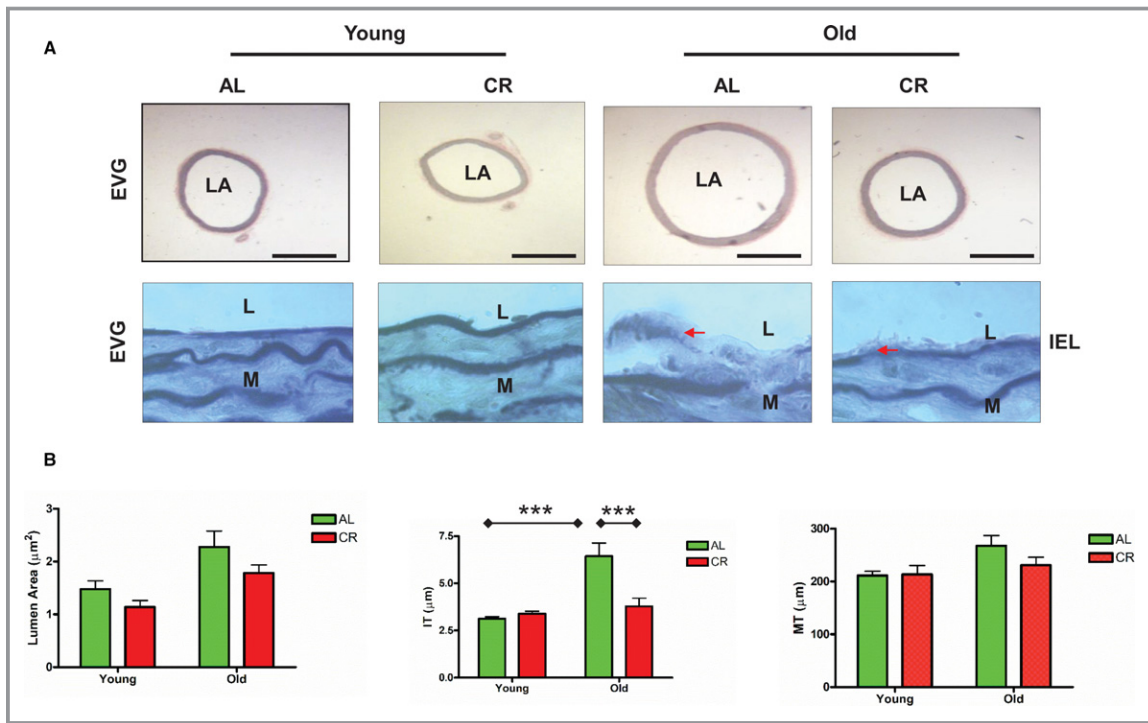 A
Young
Old
AL
CR
AL
CR
EVG
LA
LA
LA
LA
EVG
L
M
L
M
L
M
L
M
IEL
B
Lumen Area (μm²)
3
2
1
0
Young
Old
AL
CR
IT (μm)
7.5
5.0
2.5
0.0
***
***
Young
Old
AL
CR
MT (μm)
300
200
100
0
Young
Old
AL
CR